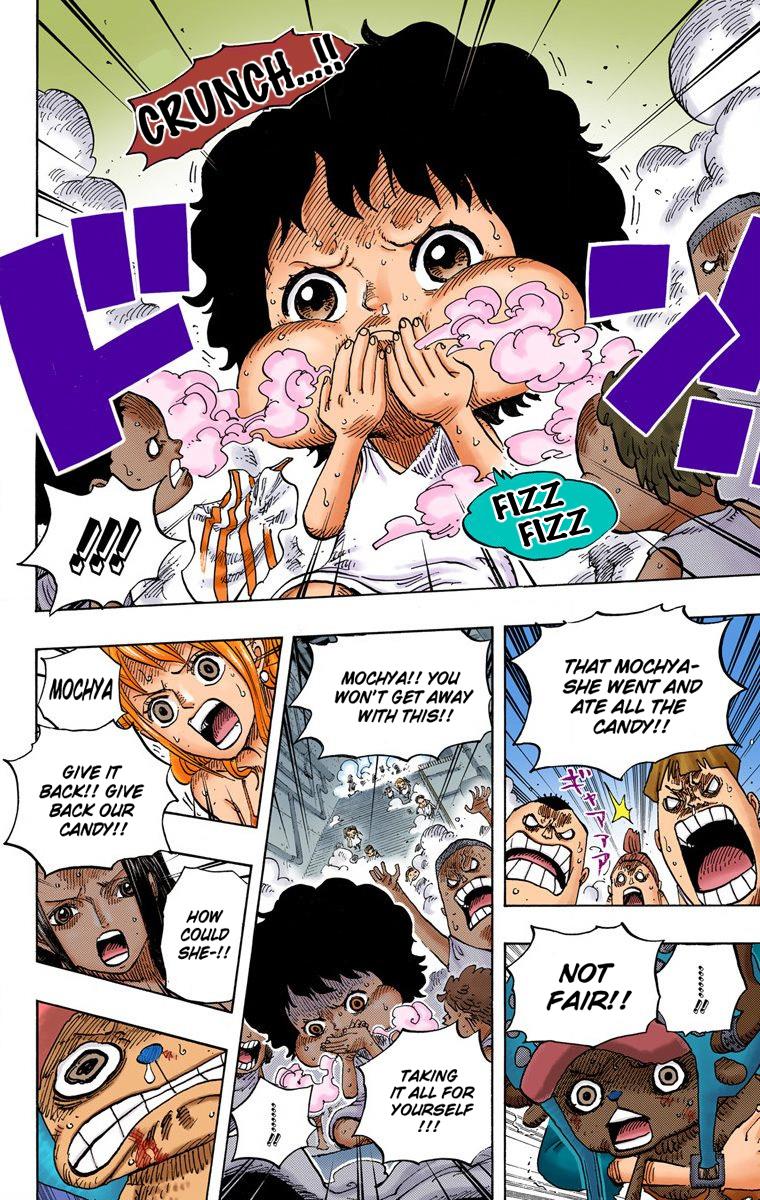 CRUNCH...!!
ドン!!
FIZZ
FIZZ
!!!
THAT MOCHYA-
SHE WENT AND
ATE ALL THE
CANDY!!
ギャアアア
NOT
FAIR!!
......!!
MOCHYA!! YOU
WON'T GET AWAY
WITH THIS!!
TAKING
IT ALL FOR
YOURSELF
!!!
......!!
MOCHYA
GIVE IT
BACK!! GIVE
BACK OUR
CANDY!!
HOW
COULD
SHE-!!